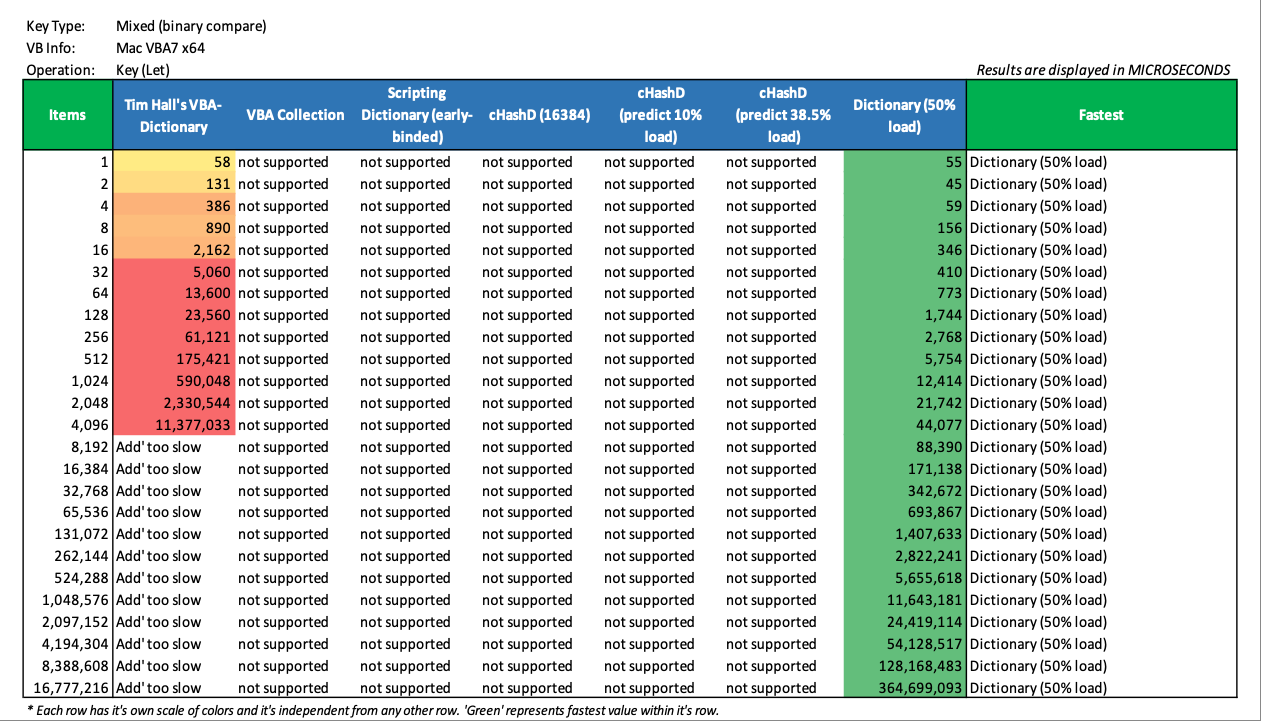 Key Type: Mixed (binary compare)
VB Info: Mac VBA7 x64
Operation: Key (Let) Results are displayed in MICROSECONDS
Items Tim Hall's VBA-Dictionary VBA Collection Scripting Dictionary (early-binded) cHashD (16384) cHashD (predict 10% load) cHashD (predict 38.5% load) Dictionary (50% load) Fastest
1 58 not supported not supported not supported not supported not supported 55 Dictionary (50% load)
2 131 not supported not supported not supported not supported not supported 45 Dictionary (50% load)
4 386 not supported not supported not supported not supported not supported 59 Dictionary (50% load)
8 890 not supported not supported not supported not supported not supported 156 Dictionary (50% load)
16 2,162 not supported not supported not supported not supported not supported 346 Dictionary (50% load)
32 5,060 not supported not supported not supported not supported not supported 410 Dictionary (50% load)
64 13,600 not supported not supported not supported not supported not supported 773 Dictionary (50% load)
128 23,560 not supported not supported not supported not supported not supported 1,744 Dictionary (50% load)
256 61,121 not supported not supported not supported not supported not supported 2,768 Dictionary (50% load)
512 175,421 not supported not supported not supported not supported not supported 5,754 Dictionary (50% load)
1,024 590,048 not supported not supported not supported not supported not supported 12,414 Dictionary (50% load)
2,048 2,330,544 not supported not supported not supported not supported not supported 21,742 Dictionary (50% load)
4,096 11,377,033 not supported not supported not supported not supported not supported 44,077 Dictionary (50% load)
8,192 Add' too slow not supported not supported not supported not supported not supported 88,390 Dictionary (50% load)
16,384 Add' too slow not supported not supported not supported not supported not supported 171,138 Dictionary (50% load)
32,768 Add' too slow not supported not supported not supported not supported not supported 342,672 Dictionary (50% load)
65,536 Add' too slow not supported not supported not supported not supported not supported 693,867 Dictionary (50% load)
131,072 Add' too slow not supported not supported not supported not supported not supported 1,407,633 Dictionary (50% load)
262,144 Add' too slow not supported not supported not supported not supported not supported 2,822,241 Dictionary (50% load)
524,288 Add' too slow not supported not supported not supported not supported not supported 5,655,618 Dictionary (50% load)
1,048,576 Add' too slow not supported not supported not supported not supported not supported 11,643,181 Dictionary (50% load)
2,097,152 Add' too slow not supported not supported not supported not supported not supported 24,419,114 Dictionary (50% load)
4,194,304 Add' too slow not supported not supported not supported not supported not supported 54,128,517 Dictionary (50% load)
8,388,608 Add' too slow not supported not supported not supported not supported not supported 128,168,483 Dictionary (50% load)
16,777,216 Add' too slow not supported not supported not supported not supported not supported 364,699,093 Dictionary (50% load)
* Each row has it's own scale of colors and it's independent from any other row. 'Green' represents fastest value within it's row.